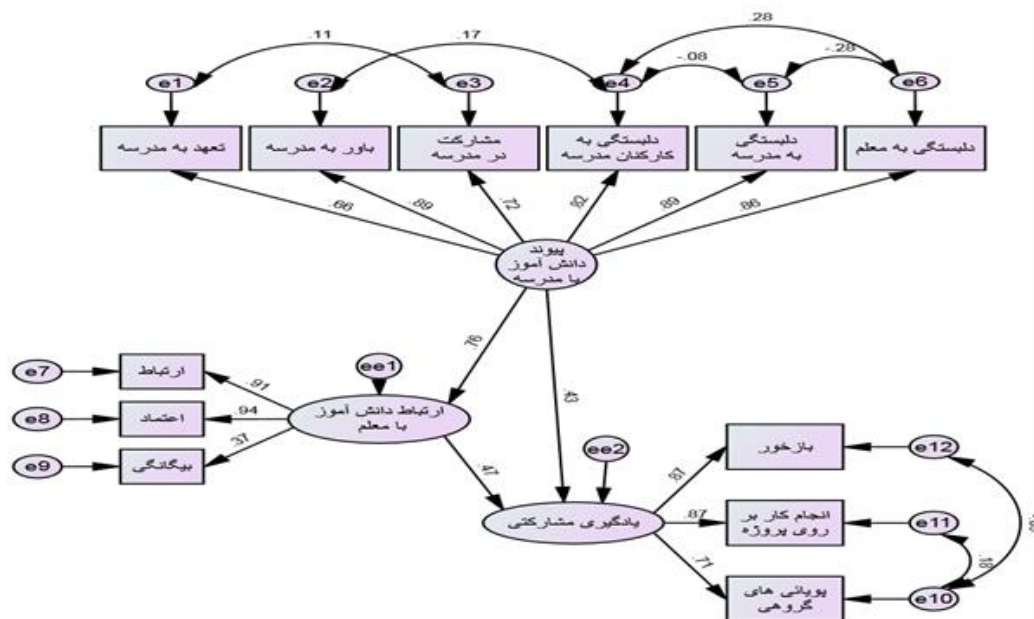 .11
.17
.28
-.08
-.28
e1
e2
e3
e4
e5
e6
تعهد به مدرسه
باور به مدرسه
مشارکت
در مدرسه
دلبستگی به
کارکنان مدرسه
دلبستگی
به مدرسه
دلبستگی به معلم
.66
.89
.72
.82
.89
.86
پیوند
دانش آموز
با مدرسه
.76
.43
e7
ارتباط
.91
ee1
e8
اعتماد
.94
ارتباط دانش آموز
با معلم
e9
بیگانگی
.37
.47
ee2
یادگیری مشارکتی
.87
بازخور
e12
.87
انجام کار بر
روی پروژه
e11
.18
.71
پویائی های
گروهی
e10